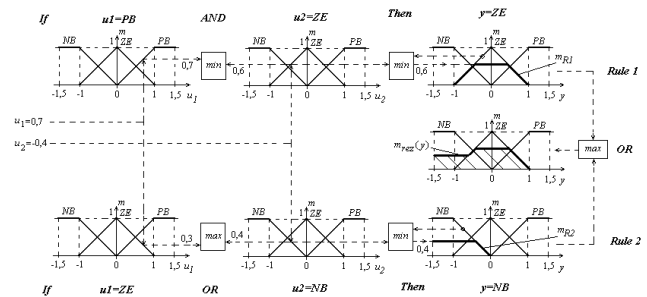 If u1=PB AND u2=ZE Then y=ZE
NB 1 m ZE PB NB 1 m ZE PB NB 1 m ZE PB
0,7 min 0,6 min 0,6 mR1
-1,5 -1 0 1 1,5 u1 -1,5 -1 0 1 1,5 u2 -1,5 -1 0 1 1,5 y
Rule 1
u1=0,7
u2=-0,4
NB 1 m ZE PB
mrez(y)
max OR
-1,5 -1 0 1 1,5 y
NB 1 m ZE PB NB 1 m ZE PB NB 1 m ZE PB
0,3 max 0,4 min 0,4 mR2
Rule 2
-1,5 -1 0 1 1,5 u1 -1,5 -1 0 1 1,5 u2 -1,5 -1 0 1 1,5 y
If u1=ZE OR u2=NB Then y=NB